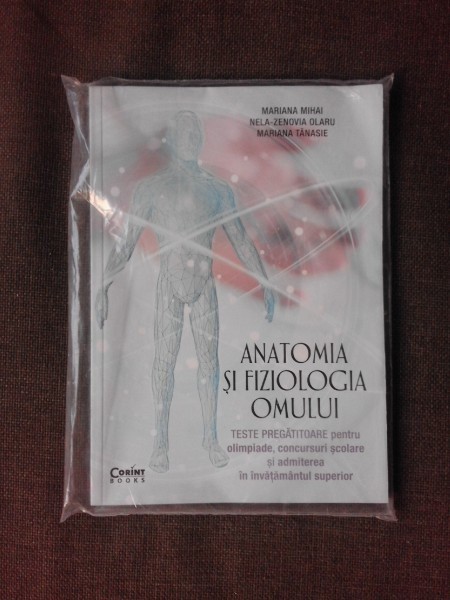 MARIANA MIHAI
NELA-ZENOVIA OLARU
MARIANA TĂNASIE
ANATOMIA
ȘI FIZIOLOGIA
OMULUI
TESTE PREGĂTITOARE pentru
olimpiade, concursuri școlare
și admiterea
în învățământul superior
CORINT
BOOKS